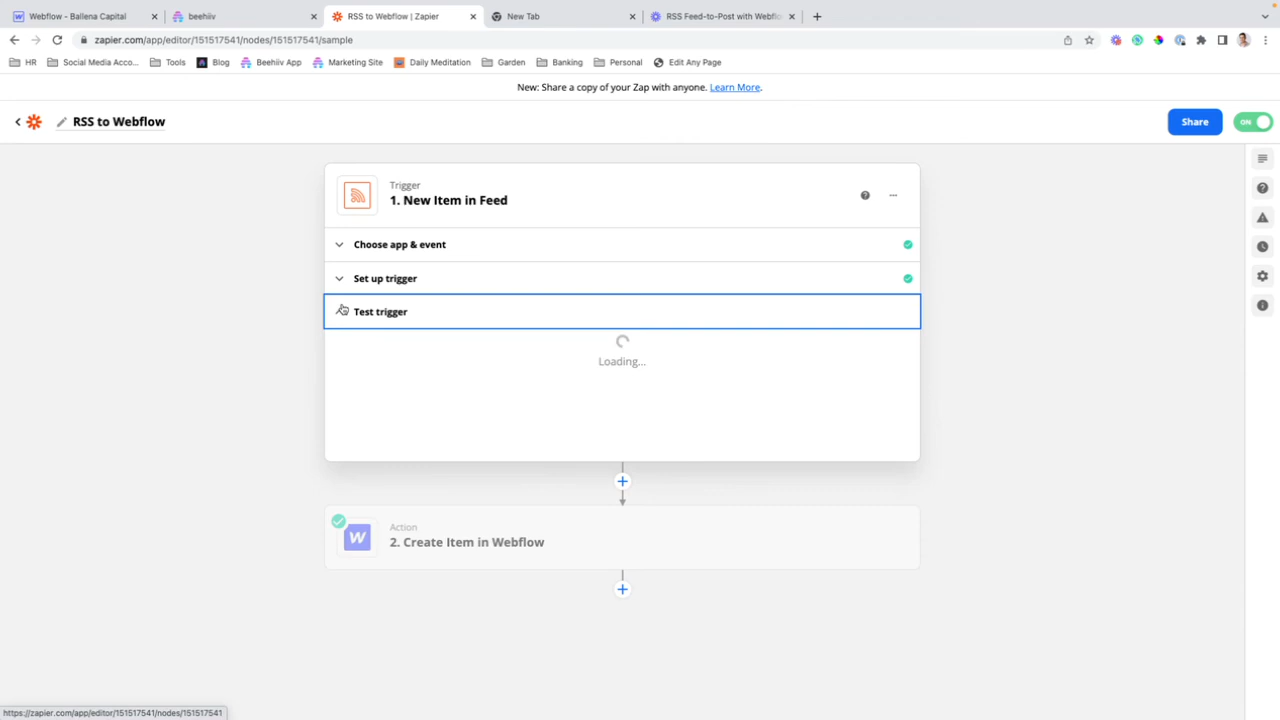 Webflow - Ballena Capital
beehiiv
RSS to Webflow | Zapier
New Tab
RSS Feed-to-Post with Webflo
zapier.com/app/editor/151517541/nodes/151517541/sample
HR
Social Media Acco...
Tools
Blog
Beehiiv App
Marketing Site
Daily Meditation
Garden
Banking
Personal
Edit Any Page
New: Share a copy of your Zap with anyone. Learn More.
RSS to Webflow
Share
ON
Trigger
1. New Item in Feed
Choose app & event
Set up trigger
Test trigger
Loading...
Action
2. Create Item in Webflow
https://zapier.com/app/editor/151517541/nodes/151517541